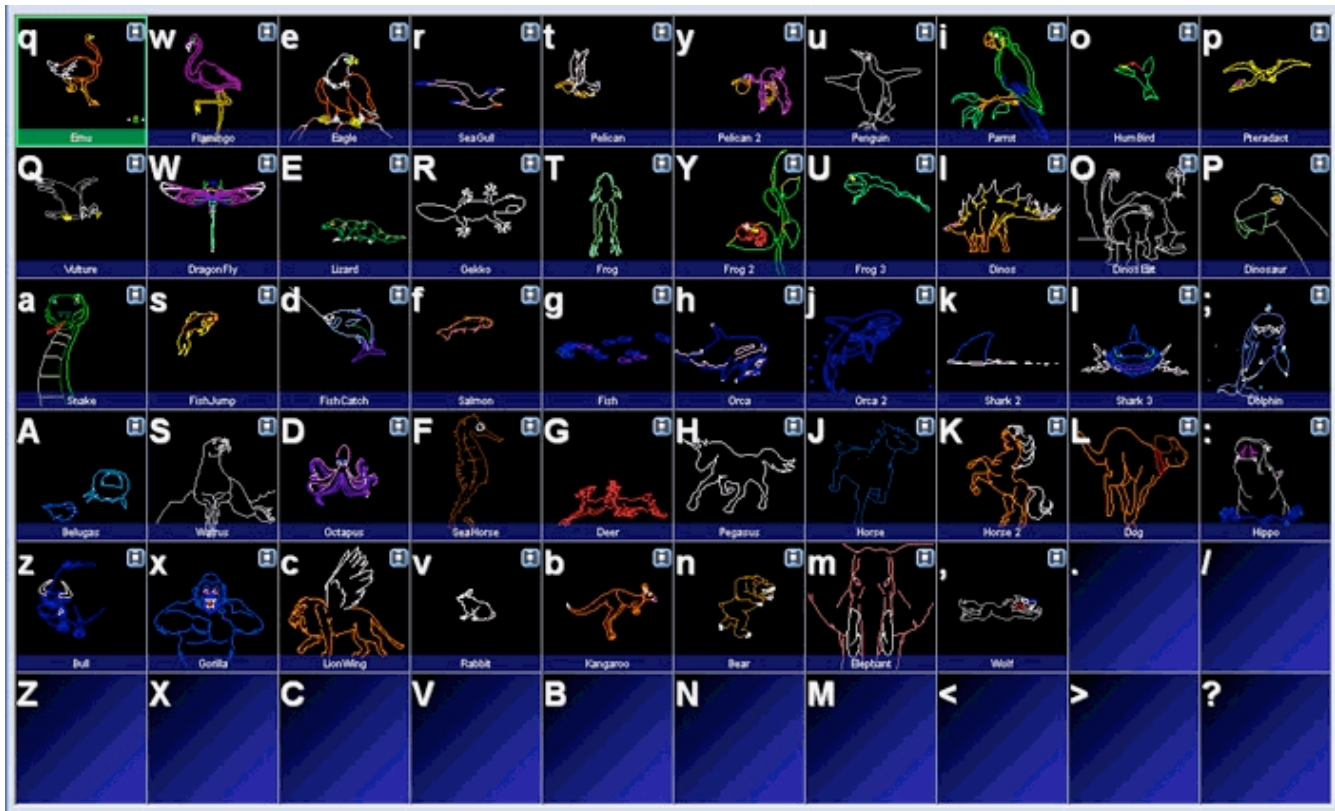 q w e r t y u i o p
Emu Flamingo Eagle SeaGull Pelican Pelican 2 Penguin Parrot HumBird Pteradact
Q W E R T Y U I O P
Vulture DragonFly Lizard Gekko Frog Frog 2 Frog 3 Dinos Dinos Eat Dinosaur
a s d f g h j k l ;
Snake FishJump FishCatch Salmon Fish Orca Orca 2 Shark 2 Shark 3 Dolphin
A S D F G H J K L :
Belugas Walrus Octapus SeaHorse Deer Pegasus Horse Horse 2 Dog Hippo
z x c v b n m , . /
Bull Gorilla LionWing Rabbit Kangaroo Bear Elephant Wolf
Z X C V B N M < > ?